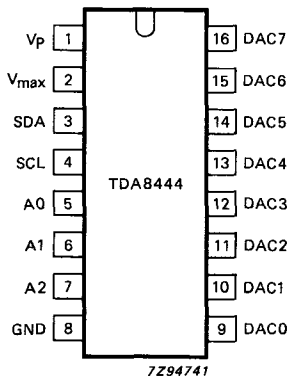 VP 1 16 DAC7
Vmax 2 15 DAC6
SDA 3 14 DAC5
SCL 4 13 DAC4
TDA8444
A0 5 12 DAC3
A1 6 11 DAC2
A2 7 10 DAC1
GND 8 9 DAC0
7Z94741